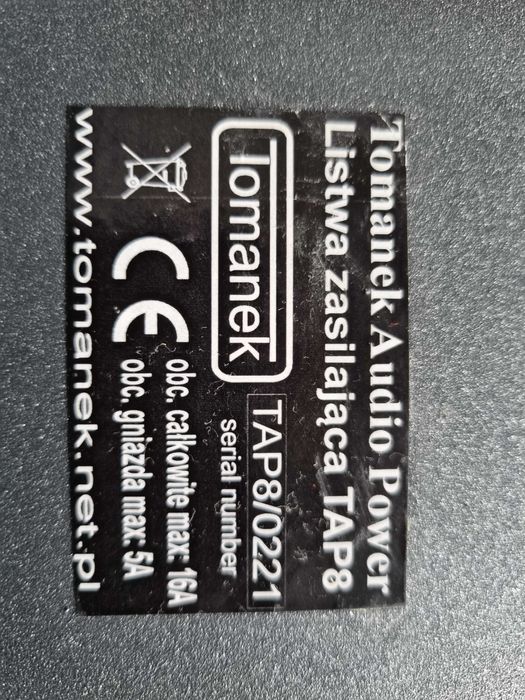 Tomanek Audio Power
Listwa zasilająca TAP8
Tomanek
TAP8/0221
serial number
obc. całkowite max: 16A
obc. gniazda max: 5A
CE
www.tomanek.net.pl